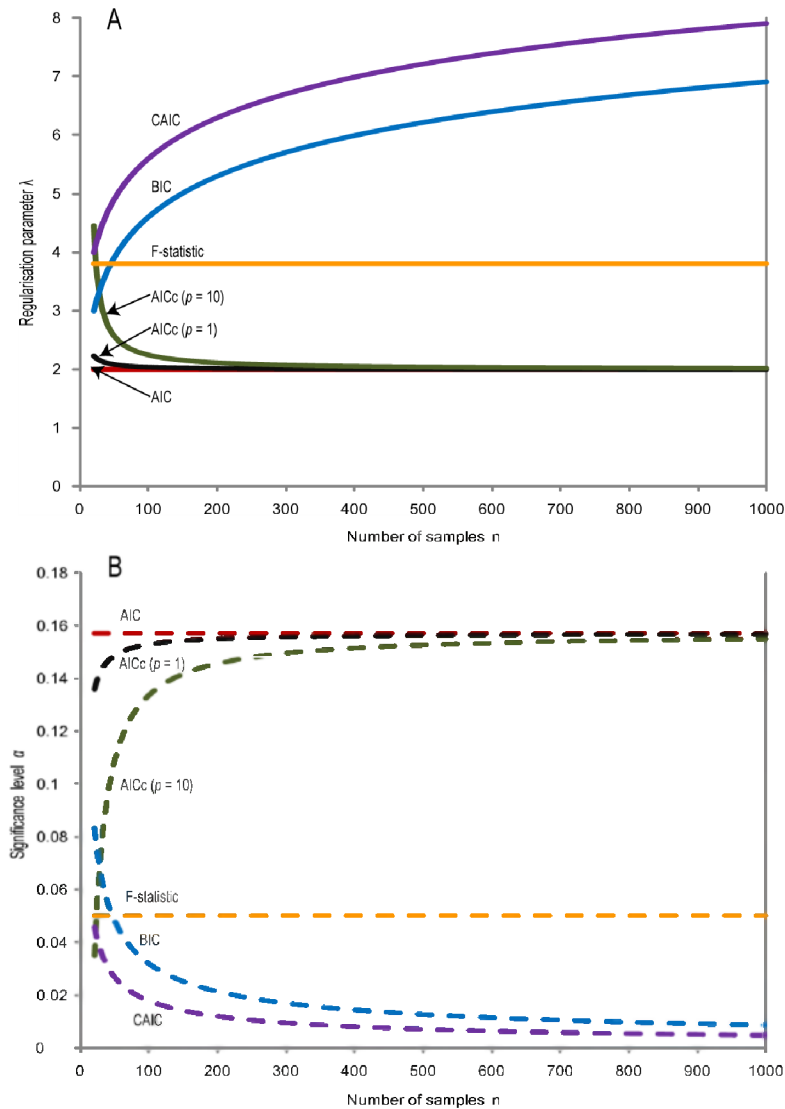 A
8
7
6
5
4
3
2
1
0
Regularisation parameter λ
CAIC
BIC
F-statistic
AICc (p = 10)
AICc (p = 1)
AIC
0 100 200 300 400 500 600 700 800 900 1000
Number of samples n
B
0.18
0.16
0.14
0.12
0.1
0.08
0.06
0.04
0.02
0
Significance level α
AIC
AICc (p = 1)
AICc (p = 10)
F-statistic
BIC
CAIC
0 100 200 300 400 500 600 700 800 900 1000
Number of samples n